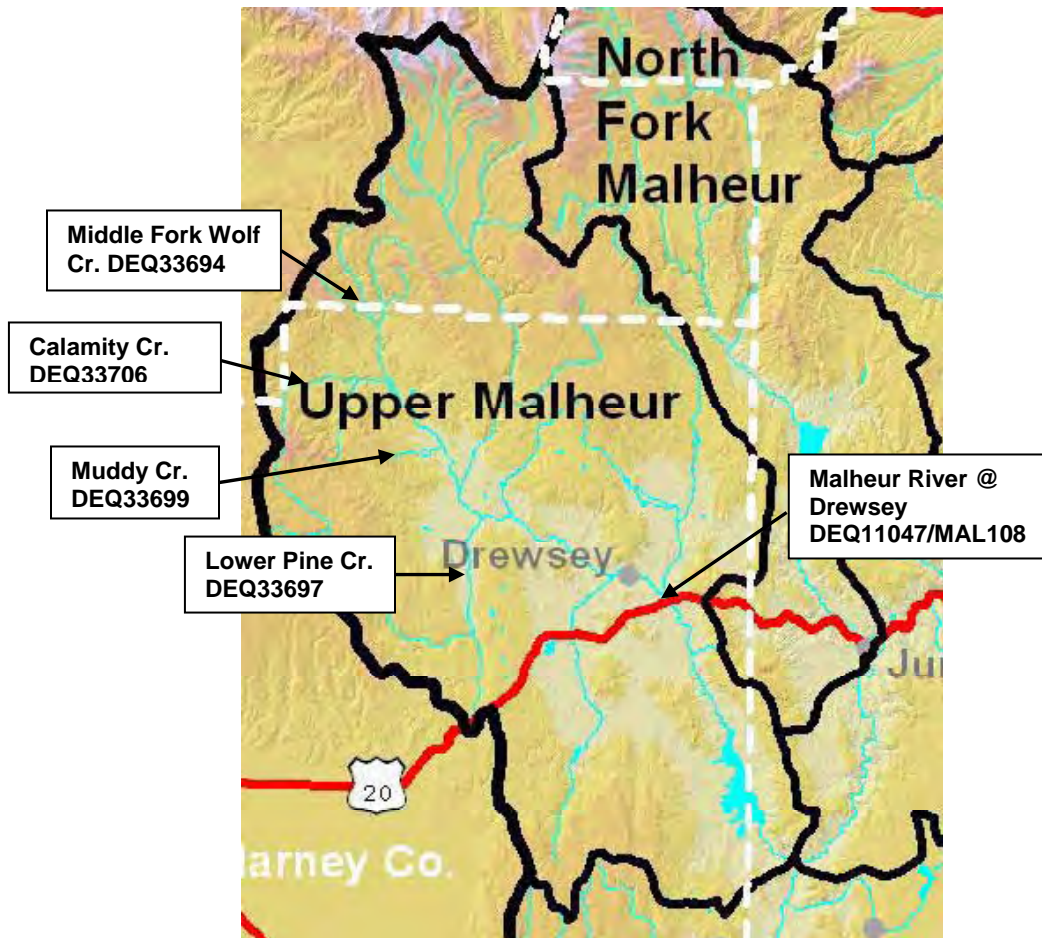 North
Fork
Malheur
Middle Fork Wolf
Cr. DEQ33694
Calamity Cr.
DEQ33706
Upper Malheur
Muddy Cr.
DEQ33699
Malheur River @
Drewsey
DEQ11047/MAL108
Lower Pine Cr.
DEQ33697
Drewsey
Jun
20
arney Co.